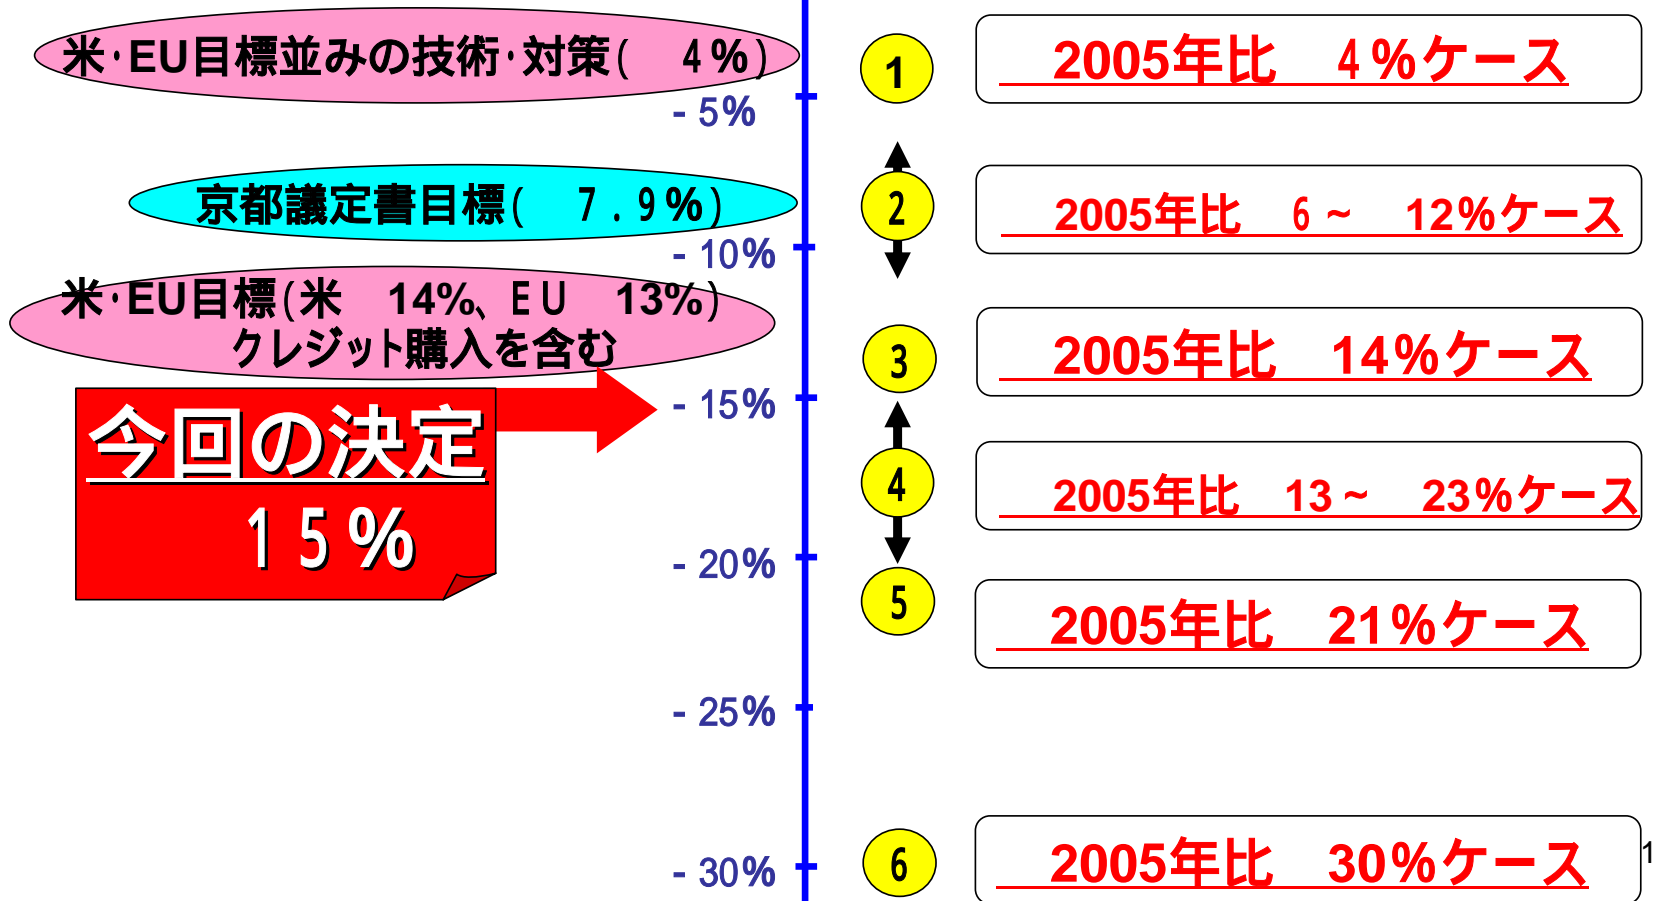 米･EU目標並みの技術･対策(　４%)
- 5%
京都議定書目標(　７.９%)
- 10%
米･EU目標(米　14%、ＥＵ　13%)
クレジット購入を含む
今回の決定
１５%
- 15%
- 20%
- 25%
- 30%
1
2005年比　４%ケース
2
2005年比　６～　12%ケース
3
2005年比　14%ケース
4
2005年比　13～　23%ケース
5
2005年比　21%ケース
6
2005年比　30%ケース
1